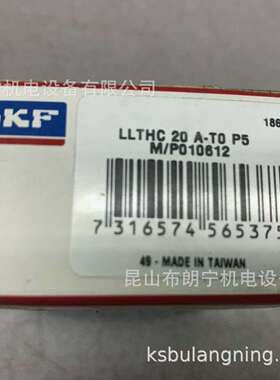 机电设备有限公司
SKF
186
LLTHC 20 A-T0 P5
M/P010612
7 316574 565375
49 - MADE IN TAIWAN
昆山布朗宁机电设
ksbulangning.com